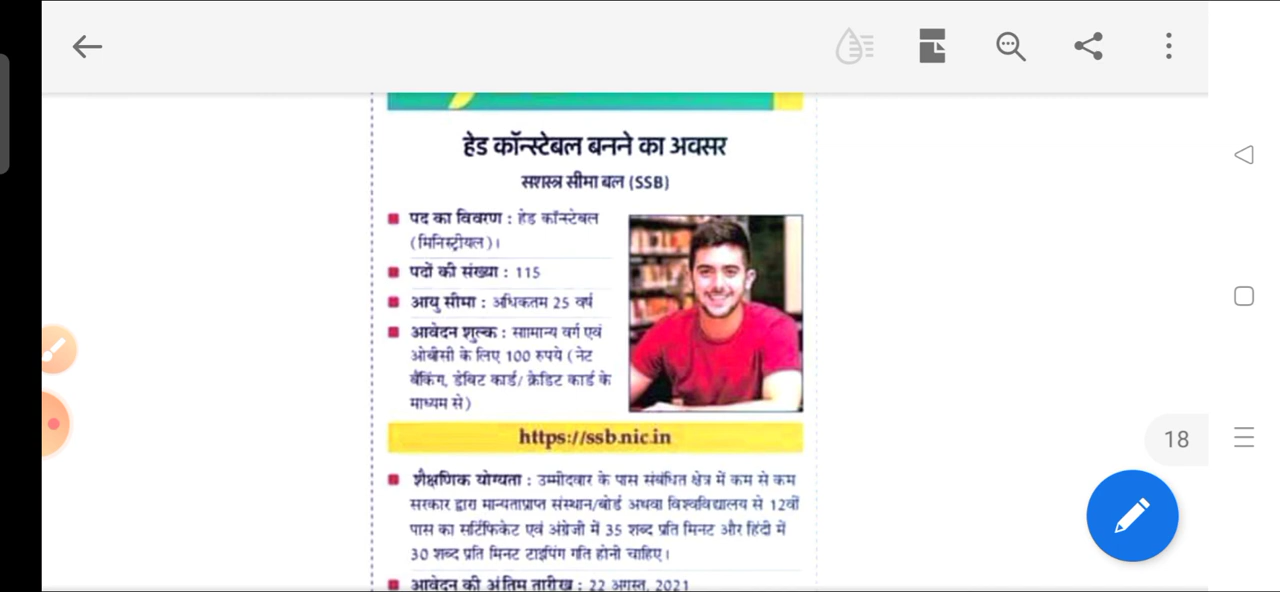 हेड कॉन्स्टेबल बनने का अवसर
सशस्त्र सीमा बल (SSB)
पद का विवरण : हेड कॉन्स्टेबल
(मिनिस्ट्रीयल)।
पदों की संख्या : 115
आयु सीमा : अधिकतम 25 वर्ष
आवेदन शुल्क : सामान्य वर्ग एवं
ओबीसी के लिए 100 रुपये (नेट
बैंकिंग, डेबिट कार्ड/ क्रेडिट कार्ड के
माध्यम से)
https://ssb.nic.in
शैक्षणिक योग्यता : उम्मीदवार के पास संबंधित क्षेत्र में कम से कम
सरकार द्वारा मान्यताप्राप्त संस्थान/बोर्ड अथवा विश्वविद्यालय से 12वीं
पास का सर्टिफिकेट एवं अंग्रेजी में 35 शब्द प्रति मिनट और हिंदी में
30 शब्द प्रति मिनट टाइपिंग गति होनी चाहिए।
आवेदन की अंतिम तारीख : 22 अगस्त, 2021
18